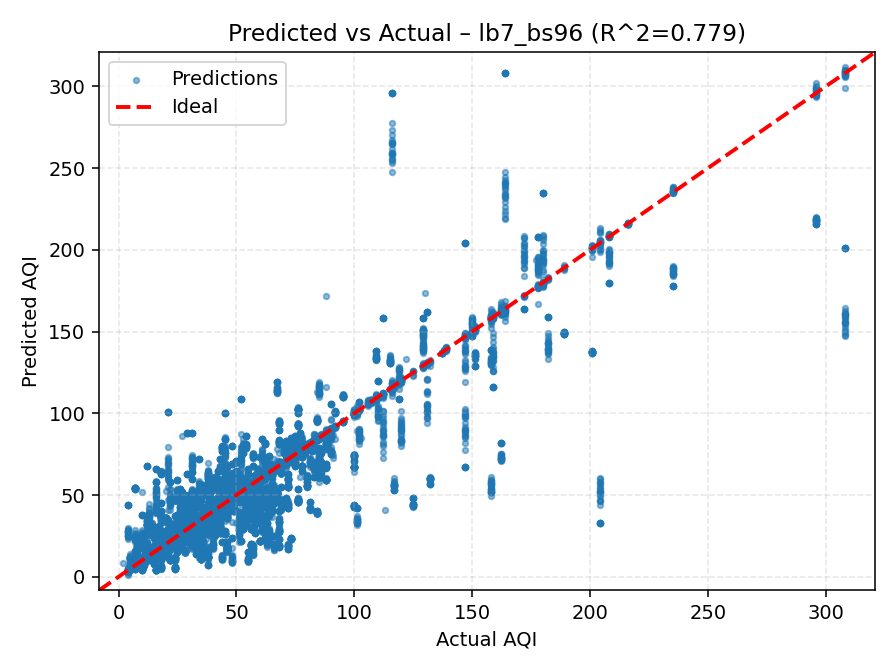 Predicted vs Actual – lb7_bs96 (R^2=0.779)
Predictions
Ideal
Predicted AQI
300
250
200
150
100
50
0
0 50 100 150 200 250 300
Actual AQI